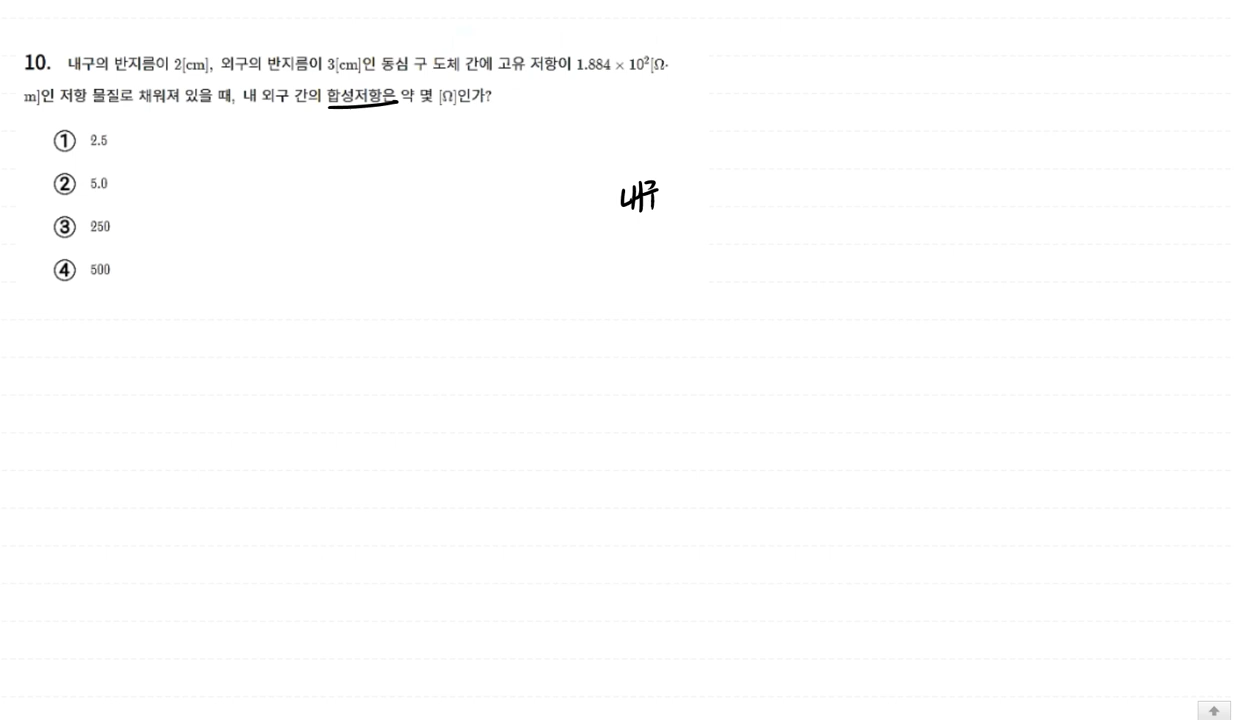 10. 내구의 반지름이 2[cm], 외구의 반지름이 3[cm]인 동심 구 도체 간에 고유 저항이 1.884 × 10²[Ω·
m]인 저항 물질로 채워져 있을 때, 내 외구 간의 합성저항은 약 몇 [Ω]인가?
① 2.5
② 5.0
내구
③ 250
④ 500